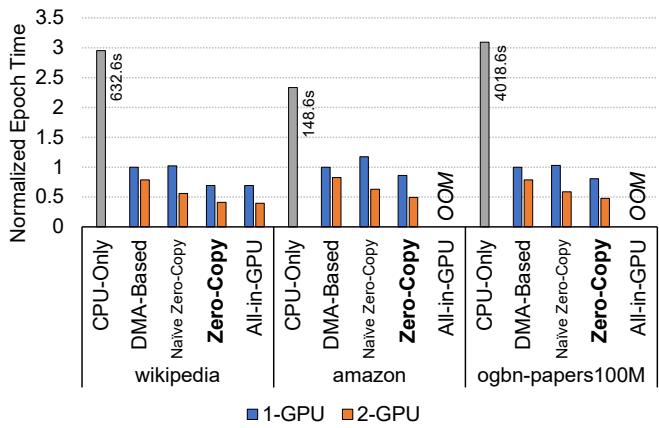 Normalized Epoch Time
3.5
3
2.5
2
1.5
1
0.5
0
632.6s
148.6s
4018.6s
OOM
OOM
CPU-Only
DMA-Based
Naïve Zero-Copy
Zero-Copy
All-in-GPU
CPU-Only
DMA-Based
Naïve Zero-Copy
Zero-Copy
All-in-GPU
CPU-Only
DMA-Based
Naïve Zero-Copy
Zero-Copy
All-in-GPU
wikipedia
amazon
ogbn-papers100M
1-GPU
2-GPU